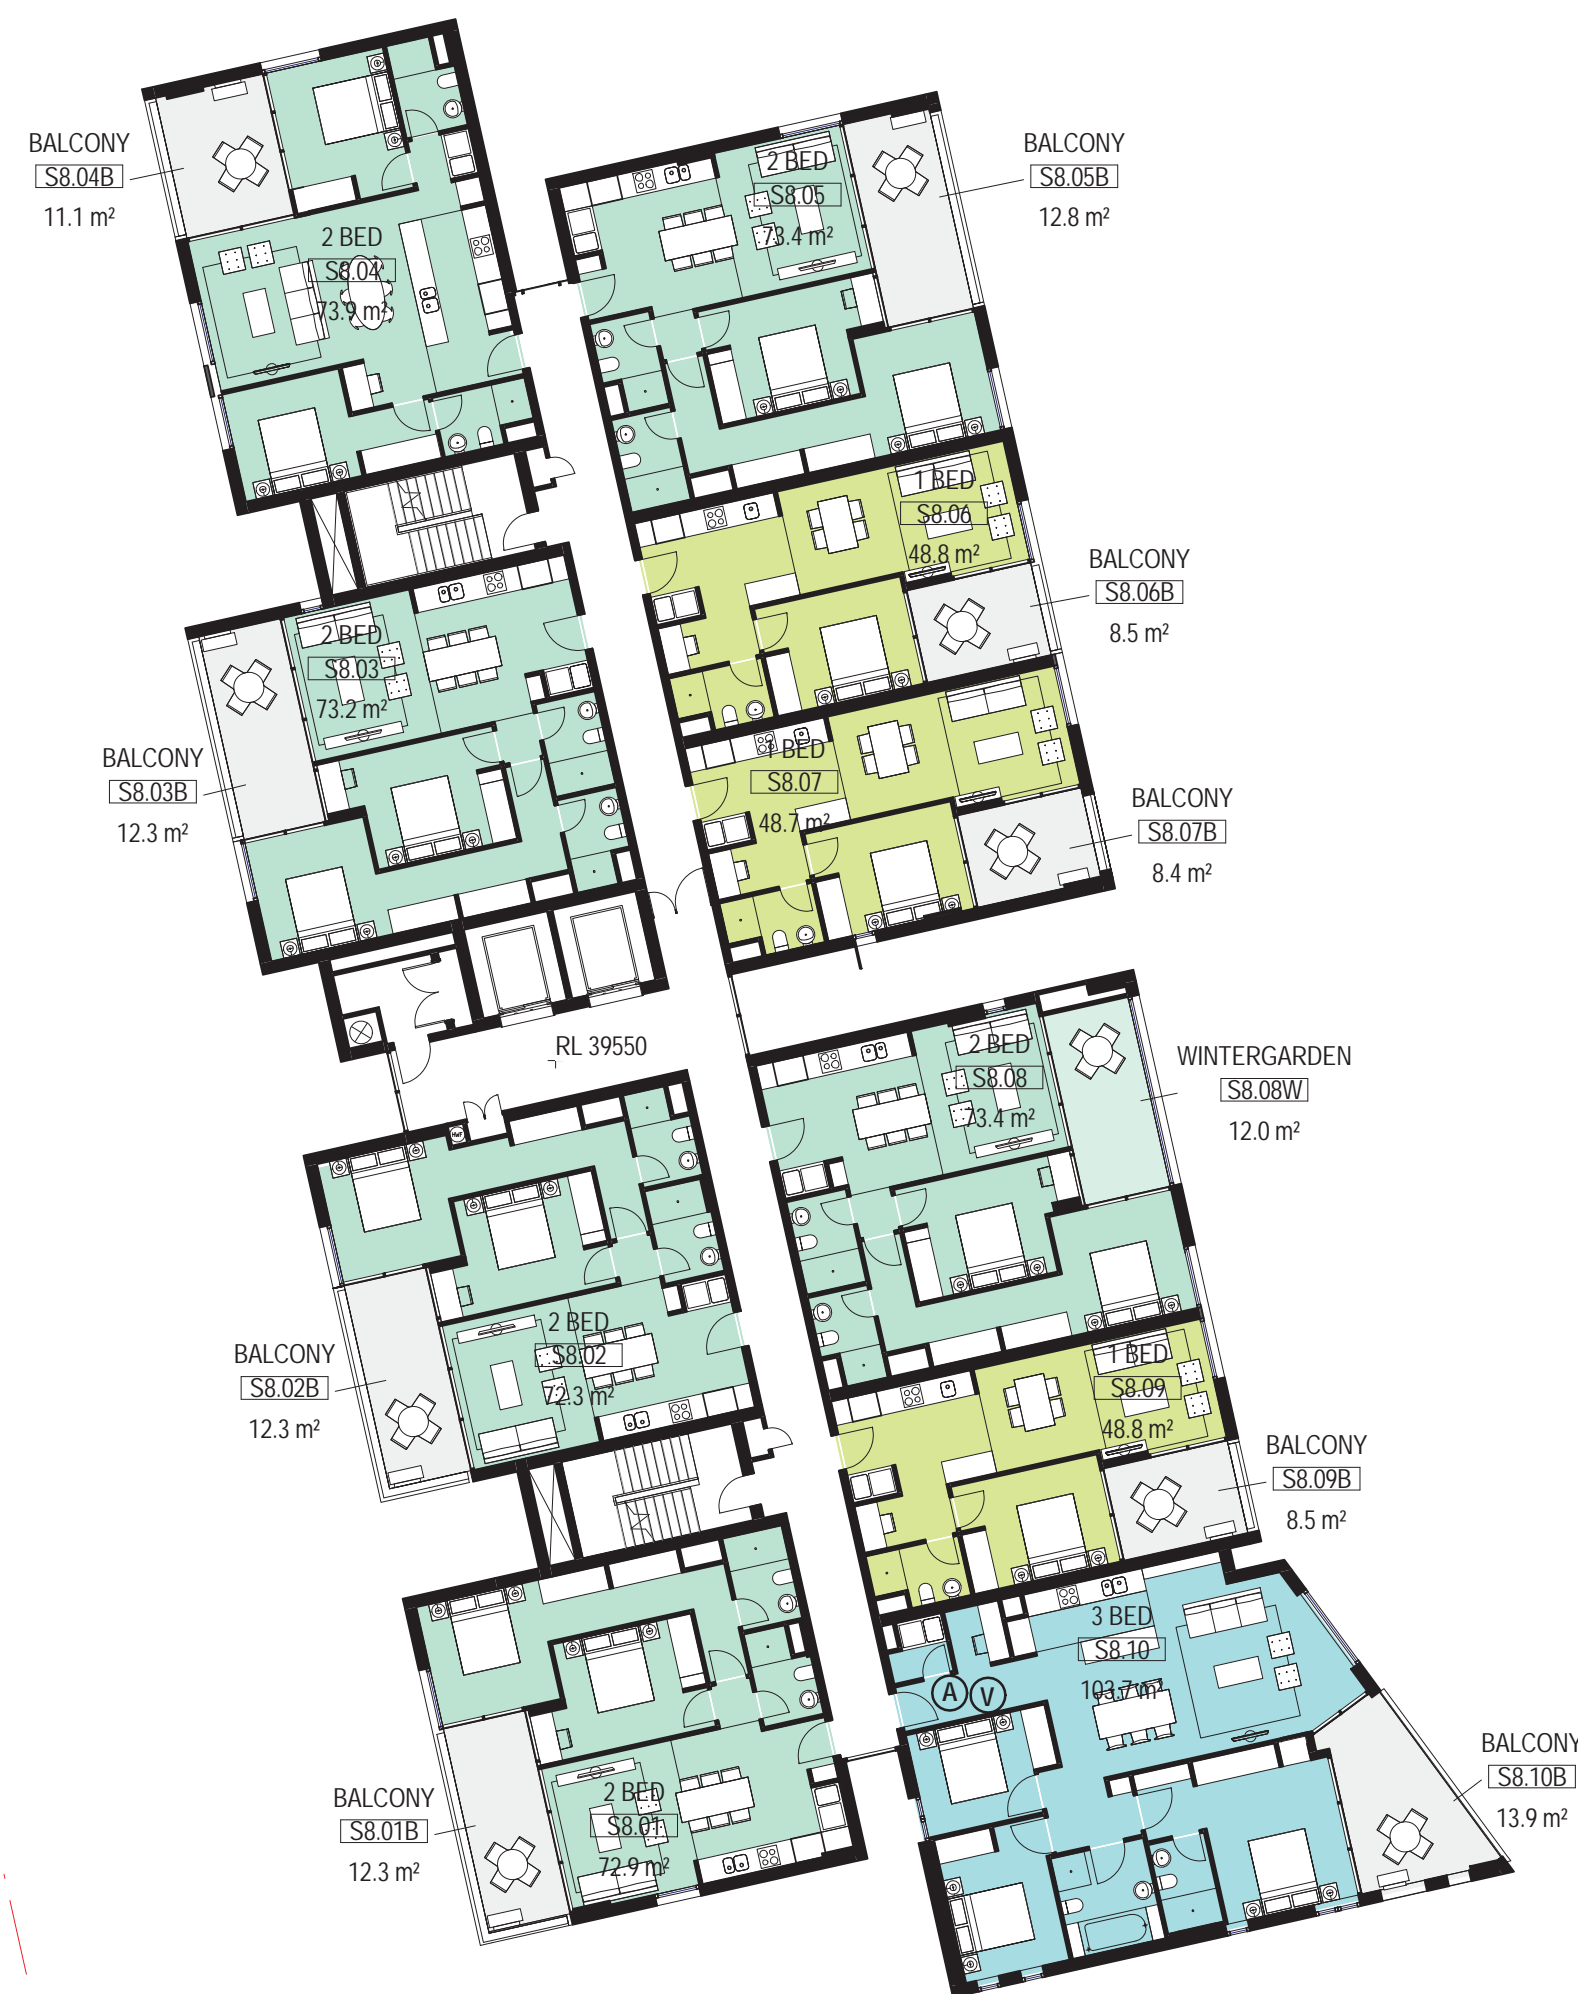 BALCONY
S8.04B
11.1 m²
2 BED
S8.04
73.9 m²
2 BED
S8.05
73.4 m²
BALCONY
S8.05B
12.8 m²
1 BED
S8.06
48.8 m²
BALCONY
S8.06B
8.5 m²
2 BED
S8.03
73.2 m²
BALCONY
S8.03B
12.3 m²
1 BED
S8.07
48.7 m²
BALCONY
S8.07B
8.4 m²
RL 39550
2 BED
S8.08
73.4 m²
WINTERGARDEN
S8.08W
12.0 m²
HWF
2 BED
S8.02
72.3 m²
BALCONY
S8.02B
12.3 m²
1 BED
S8.09
48.8 m²
BALCONY
S8.09B
8.5 m²
3 BED
S8.10
103.7 m²
A V
BALCONY
S8.10B
13.9 m²
2 BED
S8.01
72.9 m²
BALCONY
S8.01B
12.3 m²